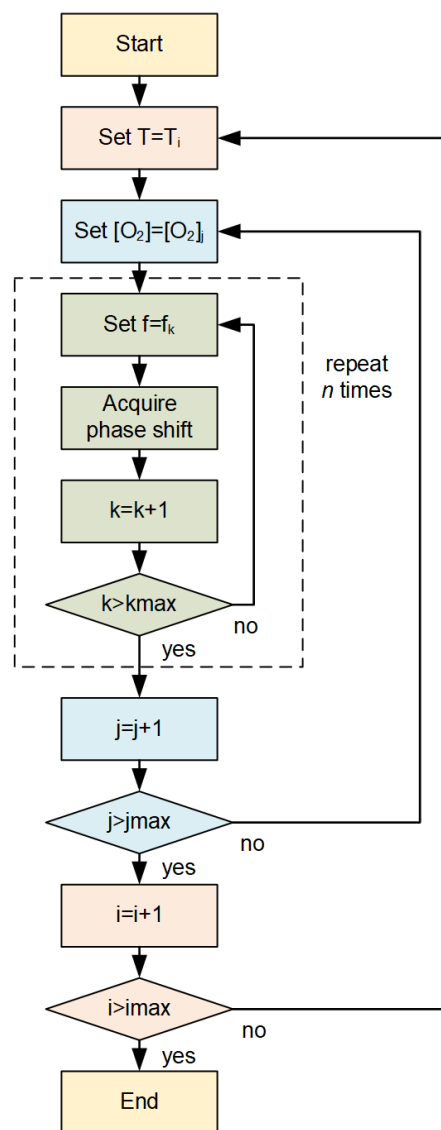 Start
Set T=Tᵢ
Set [O₂]=[O₂]ⱼ
Set f=fₖ
repeat
n times
Acquire
phase shift
k=k+1
k>kmax
no
yes
j=j+1
j>jmax
no
yes
i=i+1
i>imax
no
yes
End